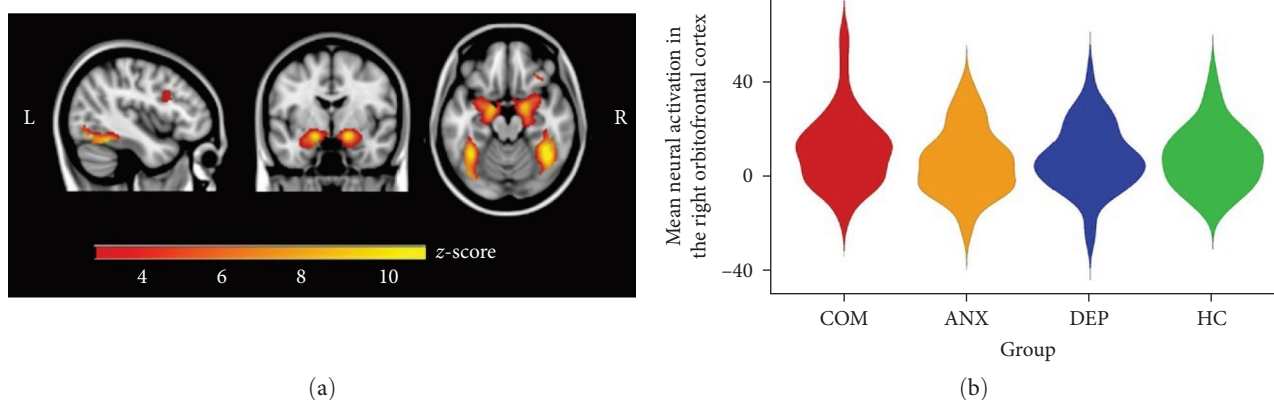 L
R
z-score
4 6 8 10
(a)
Mean neural activation in
the right orbitofrontal cortex
40
0
−40
COM ANX DEP HC
Group
(b)